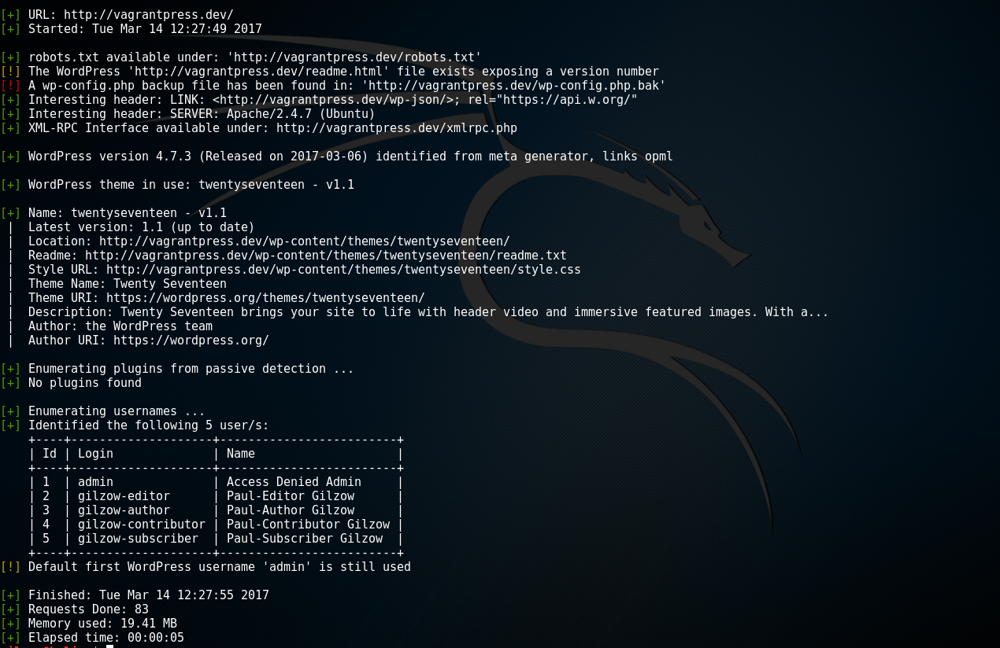 [+] URL: http://vagrantpress.dev/
[+] Started: Tue Mar 14 12:27:49 2017
[+] robots.txt available under: 'http://vagrantpress.dev/robots.txt'
[!] The WordPress 'http://vagrantpress.dev/readme.html' file exists exposing a version number
[!] A wp-config.php backup file has been found in: 'http://vagrantpress.dev/wp-config.php.bak'
[+] Interesting header: LINK: <http://vagrantpress.dev/wp-json/>; rel="https://api.w.org/"
[+] Interesting header: SERVER: Apache/2.4.7 (Ubuntu)
[+] XML-RPC Interface available under: http://vagrantpress.dev/xmlrpc.php
[+] WordPress version 4.7.3 (Released on 2017-03-06) identified from meta generator, links opml
[+] WordPress theme in use: twentyseventeen - v1.1
[+] Name: twentyseventeen - v1.1
 |  Latest version: 1.1 (up to date)
 |  Location: http://vagrantpress.dev/wp-content/themes/twentyseventeen/
 |  Readme: http://vagrantpress.dev/wp-content/themes/twentyseventeen/readme.txt
 |  Style URL: http://vagrantpress.dev/wp-content/themes/twentyseventeen/style.css
 |  Theme Name: Twenty Seventeen
 |  Theme URI: https://wordpress.org/themes/twentyseventeen/
 |  Description: Twenty Seventeen brings your site to life with header video and immersive featured images. With a...
 |  Author: the WordPress team
 |  Author URI: https://wordpress.org/
[+] Enumerating plugins from passive detection ...
[+] No plugins found
[+] Enumerating usernames ...
[+] Identified the following 5 user/s:
    +----+--------------------+-------------------------+
    | Id | Login              | Name                    |
    +----+--------------------+-------------------------+
    | 1  | admin              | Access Denied Admin     |
    | 2  | gilzow-editor      | Paul-Editor Gilzow      |
    | 3  | gilzow-author      | Paul-Author Gilzow      |
    | 4  | gilzow-contributor | Paul-Contributor Gilzow |
    | 5  | gilzow-subscriber  | Paul-Subscriber Gilzow  |
    +----+--------------------+-------------------------+
[!] Default first WordPress username 'admin' is still used
[+] Finished: Tue Mar 14 12:27:55 2017
[+] Requests Done: 83
[+] Memory used: 19.41 MB
[+] Elapsed time: 00:00:05